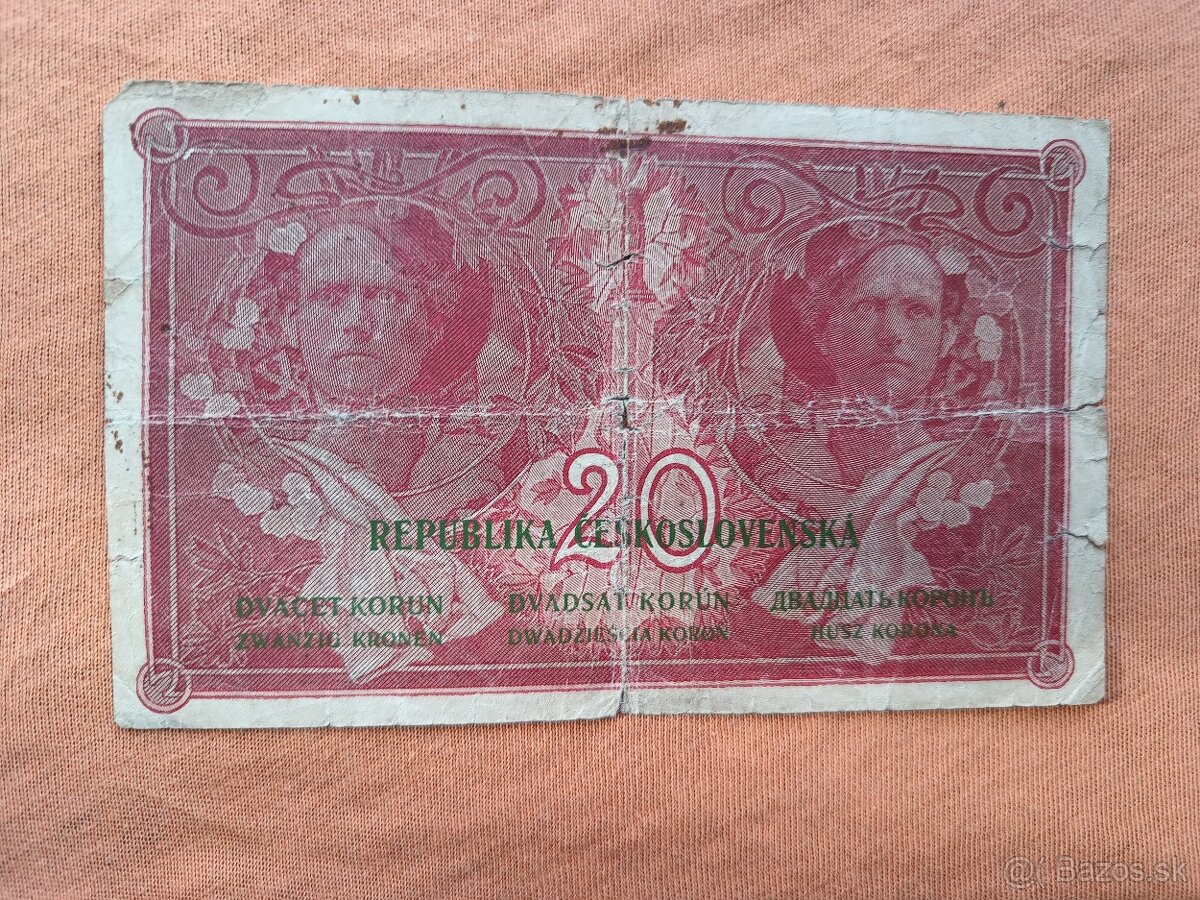 20
REPUBLIKA ČESKOSLOVENSKÁ
DVACET KORUN DVADSAŤ KORÚN ДВАДЦАТЬ КОРОНЪ
ZWANZIG KRONEN DWADZIEŚCIA KORON HUSZ KORONA
@( Bazos.sk